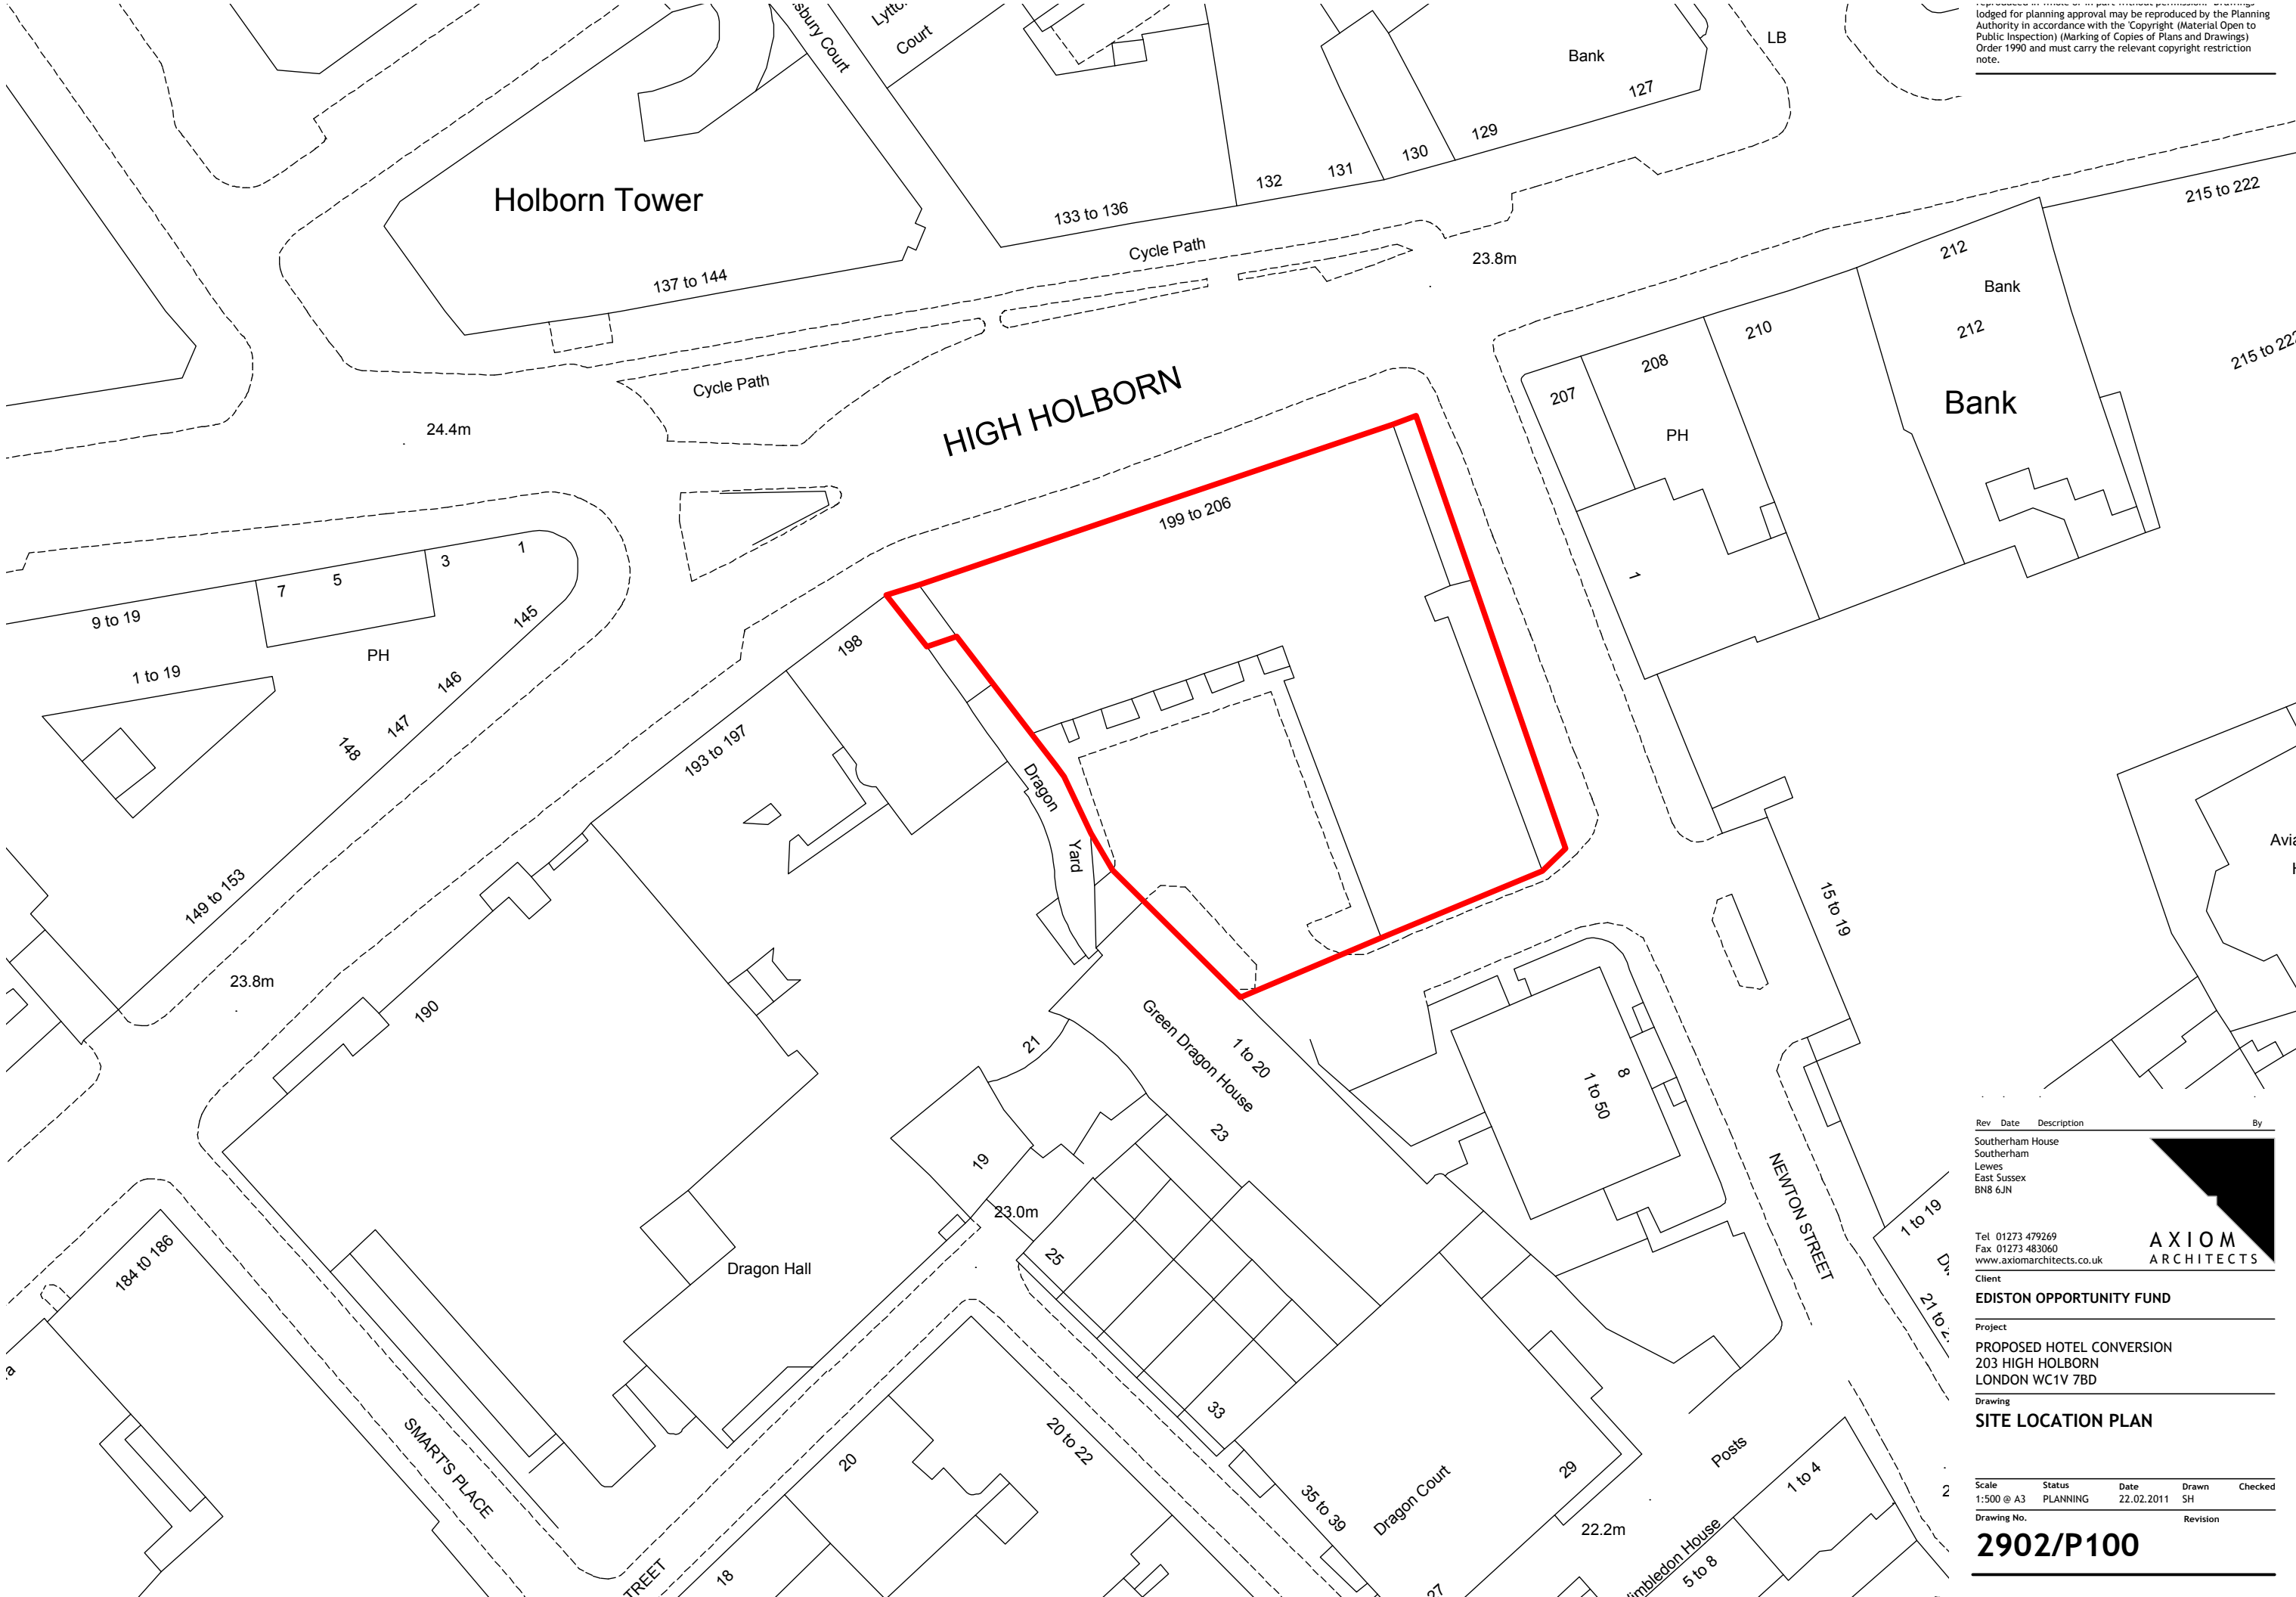 lodged for planning approval may be reproduced by the Planning
Authority in accordance with the 'Copyright (Material Open to
Public Inspection) (Marking of Copies of Plans and Drawings)
Order 1990 and must carry the relevant copyright restriction
note.
sbury Court
Court
Bank
LB
127
129
130
131
132
133 to 136
Holborn Tower
137 to 144
Cycle Path
23.8m
215 to 222
212
Bank
212
Bank
210
208
207
PH
Cycle Path
HIGH HOLBORN
24.4m
199 to 206
1
3
1
5
7
9 to 19
1 to 19
PH
145
146
147
148
149 to 153
198
193 to 197
Dragon
Yard
15 to 19
23.8m
190
Green Dragon House
1 to 20
21
23
8
1 to 50
19
23.0m
25
NEWTON STREET
1 to 19
Dragon Hall
184 to 186
33
SMART'S PLACE
20
20 to 22
35 to 39
Dragon Court
29
Posts
1 to 4
22.2m
5 to 8
18
27
TREET
Rev Date Description By
Southerham House
Southerham
Lewes
East Sussex
BN8 6JN
Tel 01273 479269
Fax 01273 483060
www.axiomarchitects.co.uk
AXIOM
ARCHITECTS
Client
EDISTON OPPORTUNITY FUND
Project
PROPOSED HOTEL CONVERSION
203 HIGH HOLBORN
LONDON WC1V 7BD
Drawing
SITE LOCATION PLAN
Scale Status Date Drawn Checked
1:500 @ A3 PLANNING 22.02.2011 SH
Drawing No. Revision
2902/P100